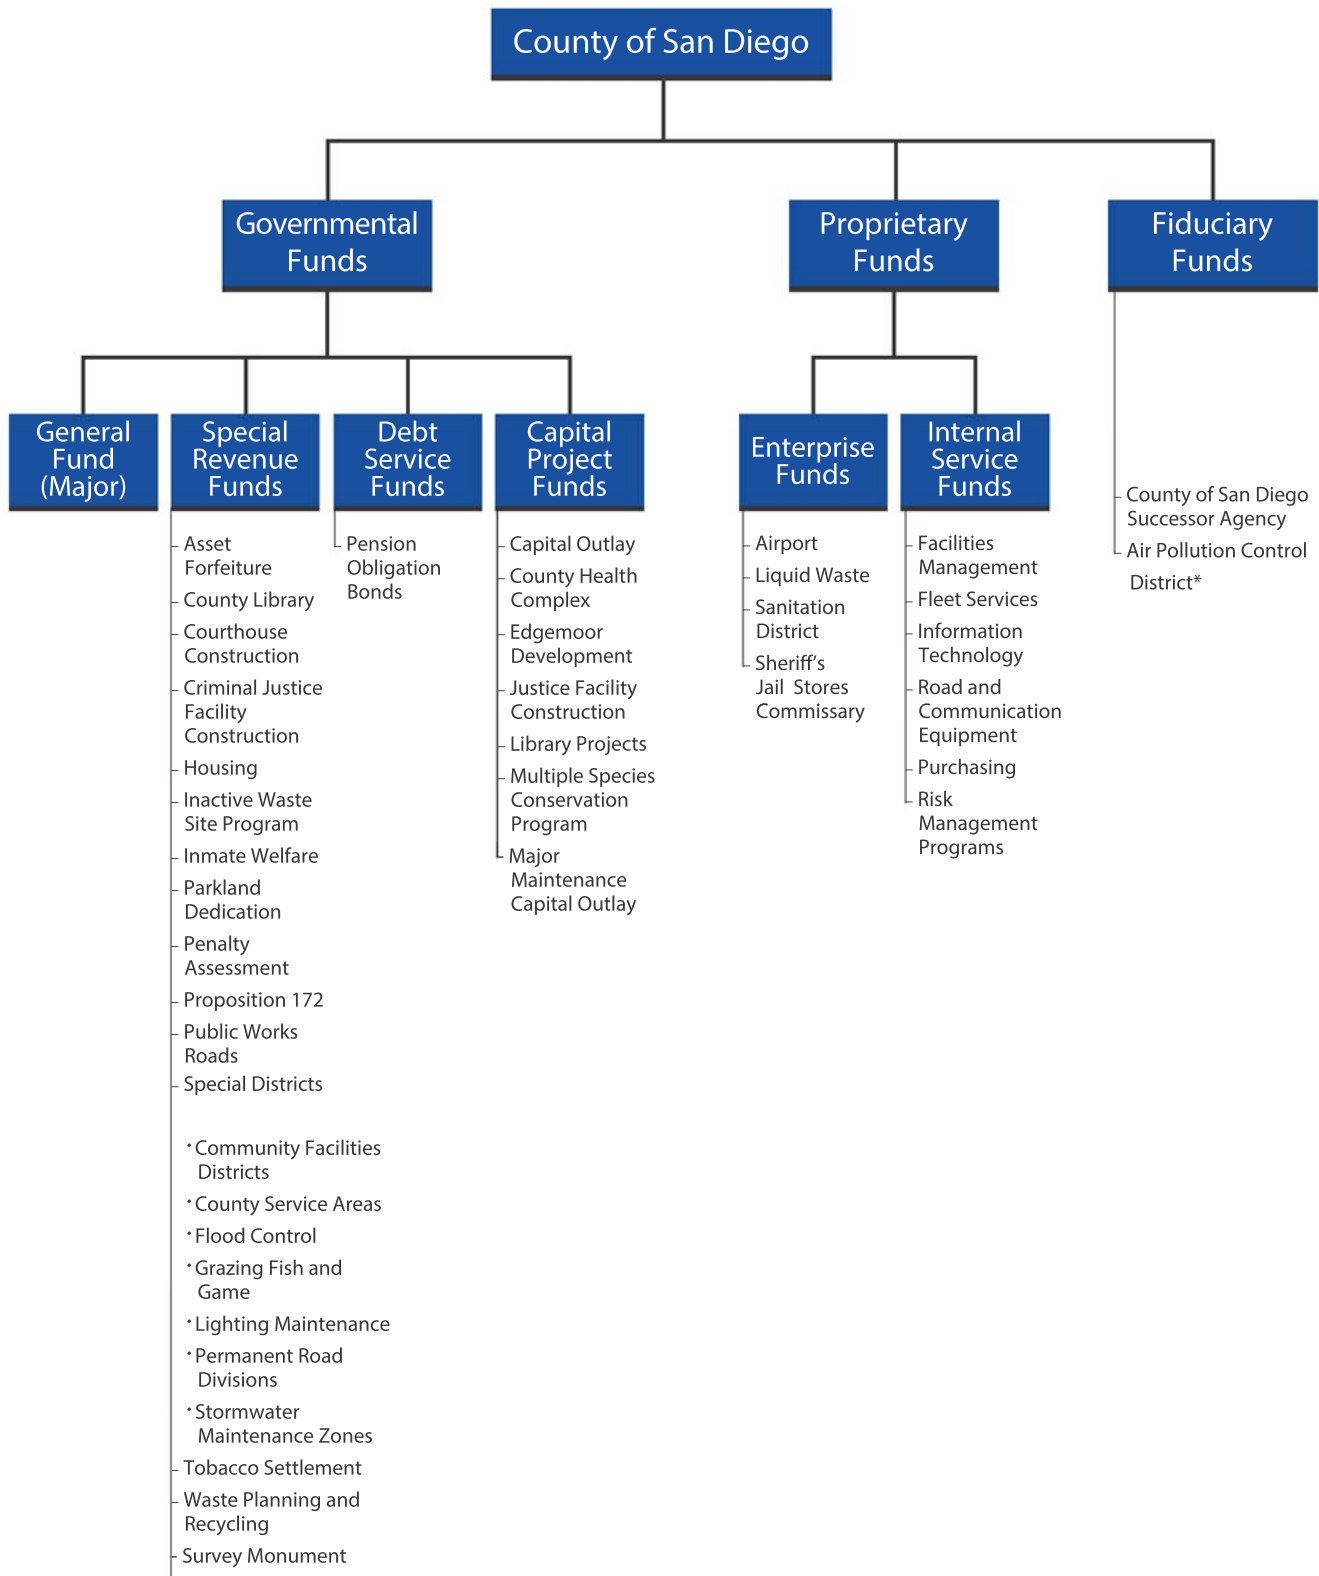 County of San Diego
Governmental
Funds
Proprietary
Funds
Fiduciary
Funds
General
Fund
(Major)
Special
Revenue
Funds
Debt
Service
Funds
Capital
Project
Funds
Enterprise
Funds
Internal
Service
Funds
Asset
Forfeiture
County Library
Courthouse
Construction
Criminal Justice
Facility
Construction
Housing
Inactive Waste
Site Program
Inmate Welfare
Parkland
Dedication
Penalty
Assessment
Proposition 172
Public Works
Roads
Special Districts
· Community Facilities
Districts
· County Service Areas
· Flood Control
· Grazing Fish and
Game
· Lighting Maintenance
· Permanent Road
Divisions
· Stormwater
Maintenance Zones
Tobacco Settlement
Waste Planning and
Recycling
Survey Monument
Pension
Obligation
Bonds
Capital Outlay
County Health
Complex
Edgemoor
Development
Justice Facility
Construction
Library Projects
Multiple Species
Conservation
Program
Major
Maintenance
Capital Outlay
Airport
Liquid Waste
Sanitation
District
Sheriff’s
Jail Stores
Commissary
Facilities
Management
Fleet Services
Information
Technology
Road and
Communication
Equipment
Purchasing
Risk
Management
Programs
County of San Diego
Successor Agency
Air Pollution Control
District*